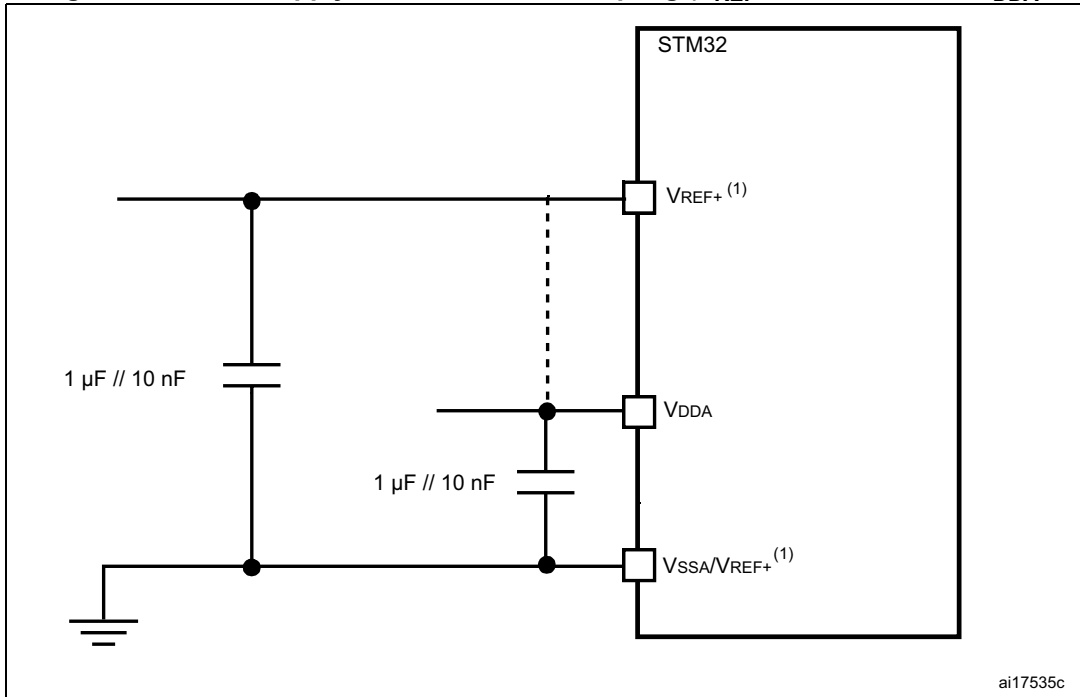 STM32
VREF+ (1)
1 µF // 10 nF
VDDA
1 µF // 10 nF
VSSA/VREF+ (1)
ai17535c